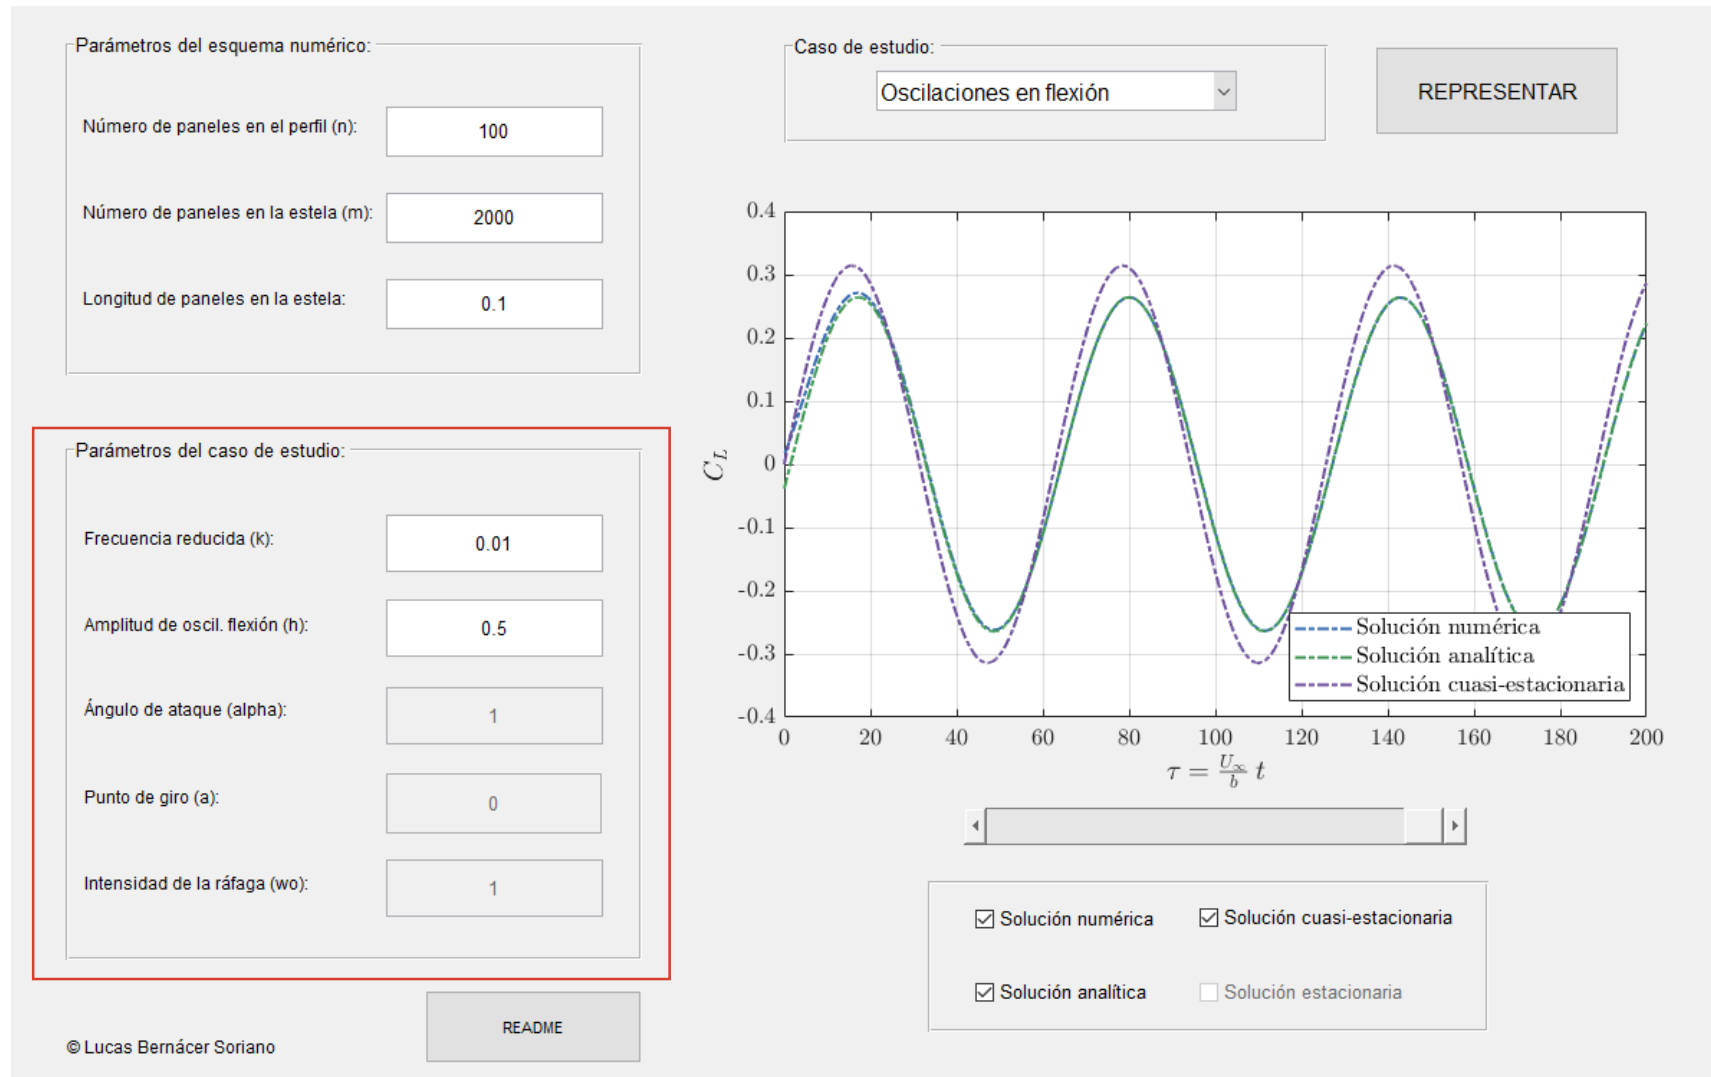 Parámetros del esquema numérico:
Número de paneles en el perfil (n):
100
Número de paneles en la estela (m):
2000
Longitud de paneles en la estela:
0.1
Parámetros del caso de estudio:
Frecuencia reducida (k):
0.01
Amplitud de oscil. flexión (h):
0.5
Ángulo de ataque (alpha):
1
Punto de giro (a):
0
Intensidad de la ráfaga (wo):
1
© Lucas Bernácer Soriano
README
Caso de estudio:
Oscilaciones en flexión
REPRESENTAR
0.4
0.3
0.2
0.1
0
-0.1
-0.2
-0.3
-0.4
C_L
0 20 40 60 80 100 120 140 160 180 200
τ = U∞/b t
Solución numérica
Solución analítica
Solución cuasi-estacionaria
Solución numérica
Solución cuasi-estacionaria
Solución analítica
Solución estacionaria